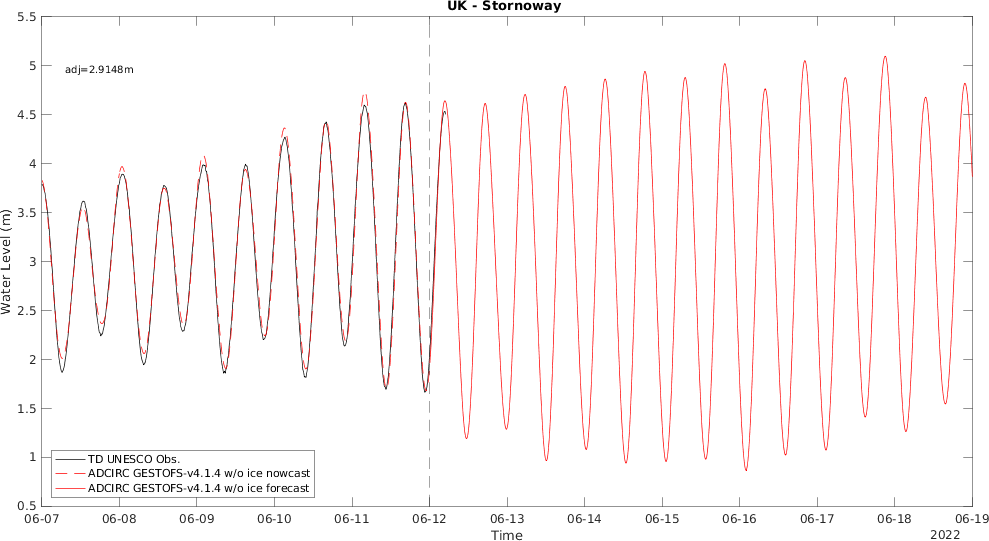 UK - Stornoway
5.5
5
4.5
4
3.5
3
2.5
2
1.5
1
0.5
Water Level (m)
adj=2.9148m
TD UNESCO Obs.
ADCIRC GESTOFS-v4.1.4 w/o ice nowcast
ADCIRC GESTOFS-v4.1.4 w/o ice forecast
06-07 06-08 06-09 06-10 06-11 06-12 06-13 06-14 06-15 06-16 06-17 06-18 06-19
Time
2022